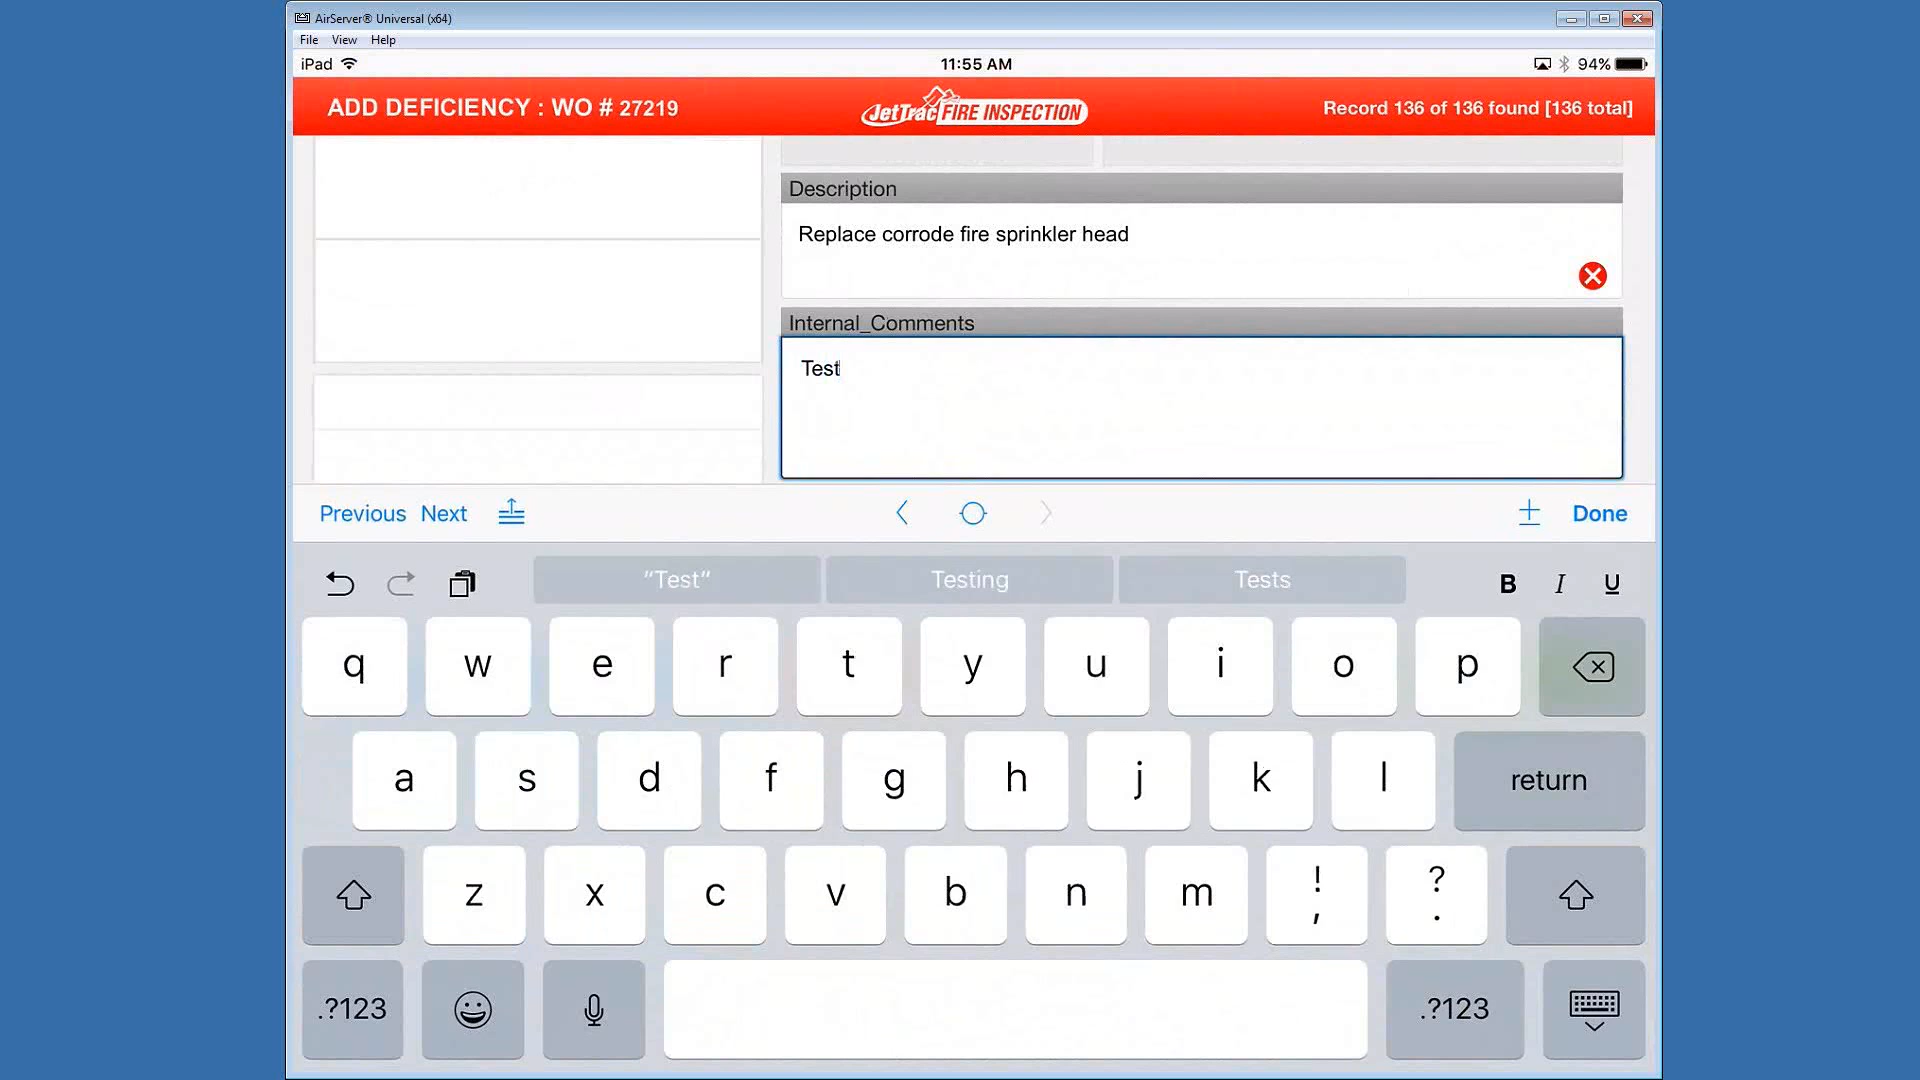 AirServer® Universal (x64)
File View Help
iPad 11:55 AM 94%
ADD DEFICIENCY : WO # 27219 JetTrac FIRE INSPECTION Record 136 of 136 found [136 total]
Description
Replace corrode fire sprinkler head
Internal_Comments
Test
Previous Next Done
“Test” Testing Tests B I U
q w e r t y u i o p
a s d f g h j k l return
z x c v b n m ! , ? .
.?123 .?123